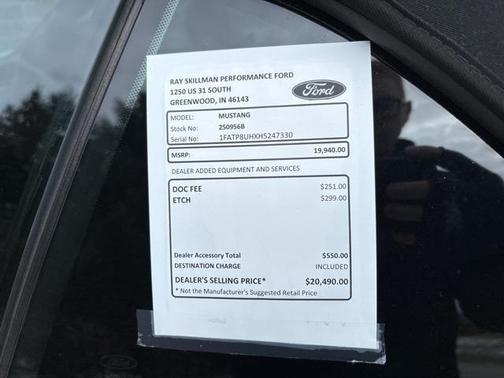 RAY SKILLMAN PERFORMANCE FORD
1250 US 31 SOUTH
GREENWOOD, IN 46143
Ford
MODEL: MUSTANG
Stock No: 250956B
Serial No: 1FATP8UHXH5247330
MSRP: 19,940.00
DEALER ADDED EQUIPMENT AND SERVICES
DOC FEE $251.00
ETCH $299.00
Dealer Accessory Total $550.00
DESTINATION CHARGE INCLUDED
DEALER'S SELLING PRICE* $20,490.00
* Not the Manufacturer's Suggested Retail Price